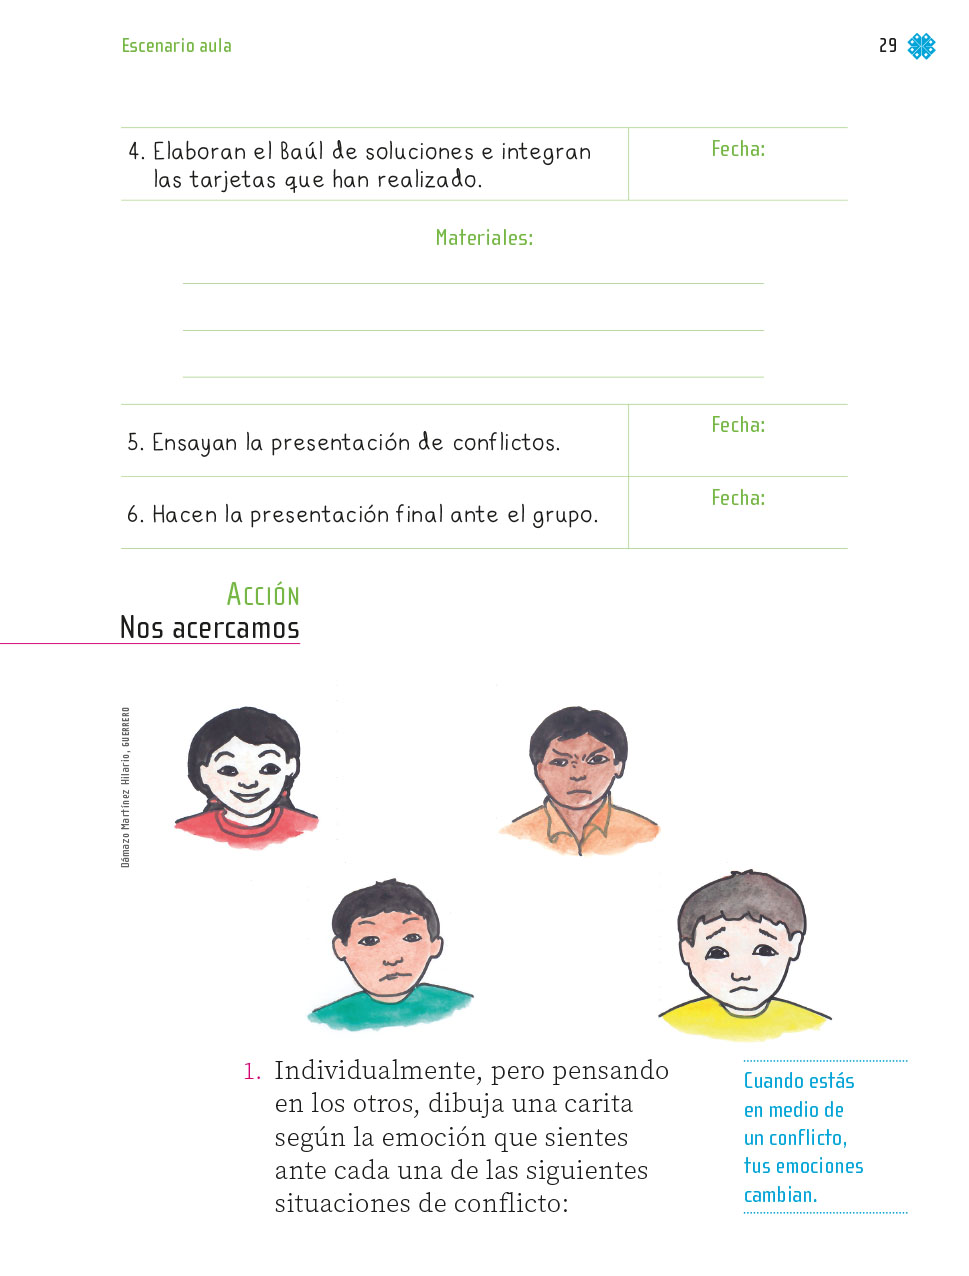 Escenario aula
29
4. Elaboran el Baúl de soluciones e integran
las tarjetas que han realizado.
Fecha:
Materiales:
5. Ensayan la presentación de conflictos.
Fecha:
6. Hacen la presentación final ante el grupo.
Fecha:
Acción
Nos acercamos
Dámazo Martínez Hilario, GUERRERO
1. Individualmente, pero pensando
en los otros, dibuja una carita
según la emoción que sientes
ante cada una de las siguientes
situaciones de conflicto:
Cuando estás
en medio de
un conflicto,
tus emociones
cambian.